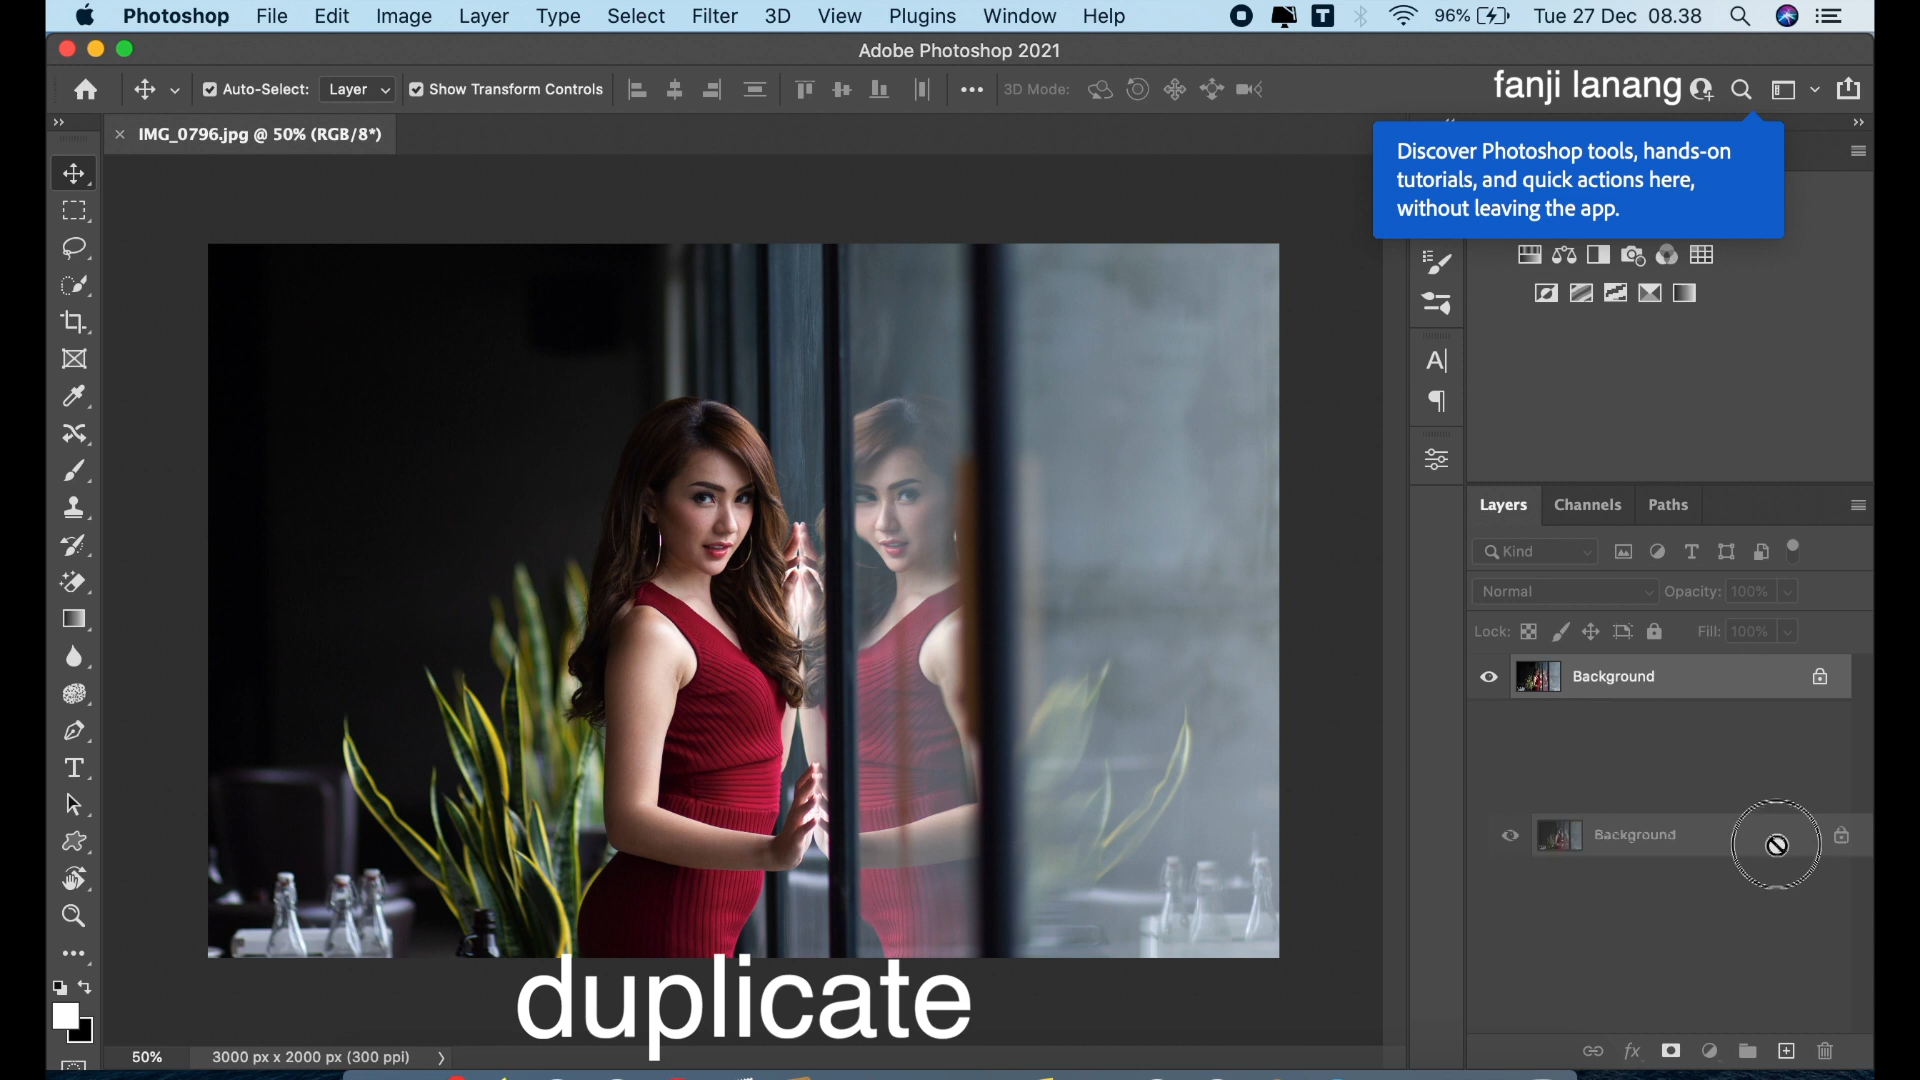 Photoshop File Edit Image Layer Type Select Filter 3D View Plugins Window Help 96% Tue 27 Dec 08.38
Adobe Photoshop 2021
Auto-Select: Layer Show Transform Controls 3D Mode: fanji lanang
IMG_0796.jpg @ 50% (RGB/8*)
Discover Photoshop tools, hands-on
tutorials, and quick actions here,
without leaving the app.
Layers Channels Paths
Kind
Normal Opacity: 100%
Lock: Fill: 100%
Background
Background
duplicate
50% 3000 px x 2000 px (300 ppi)